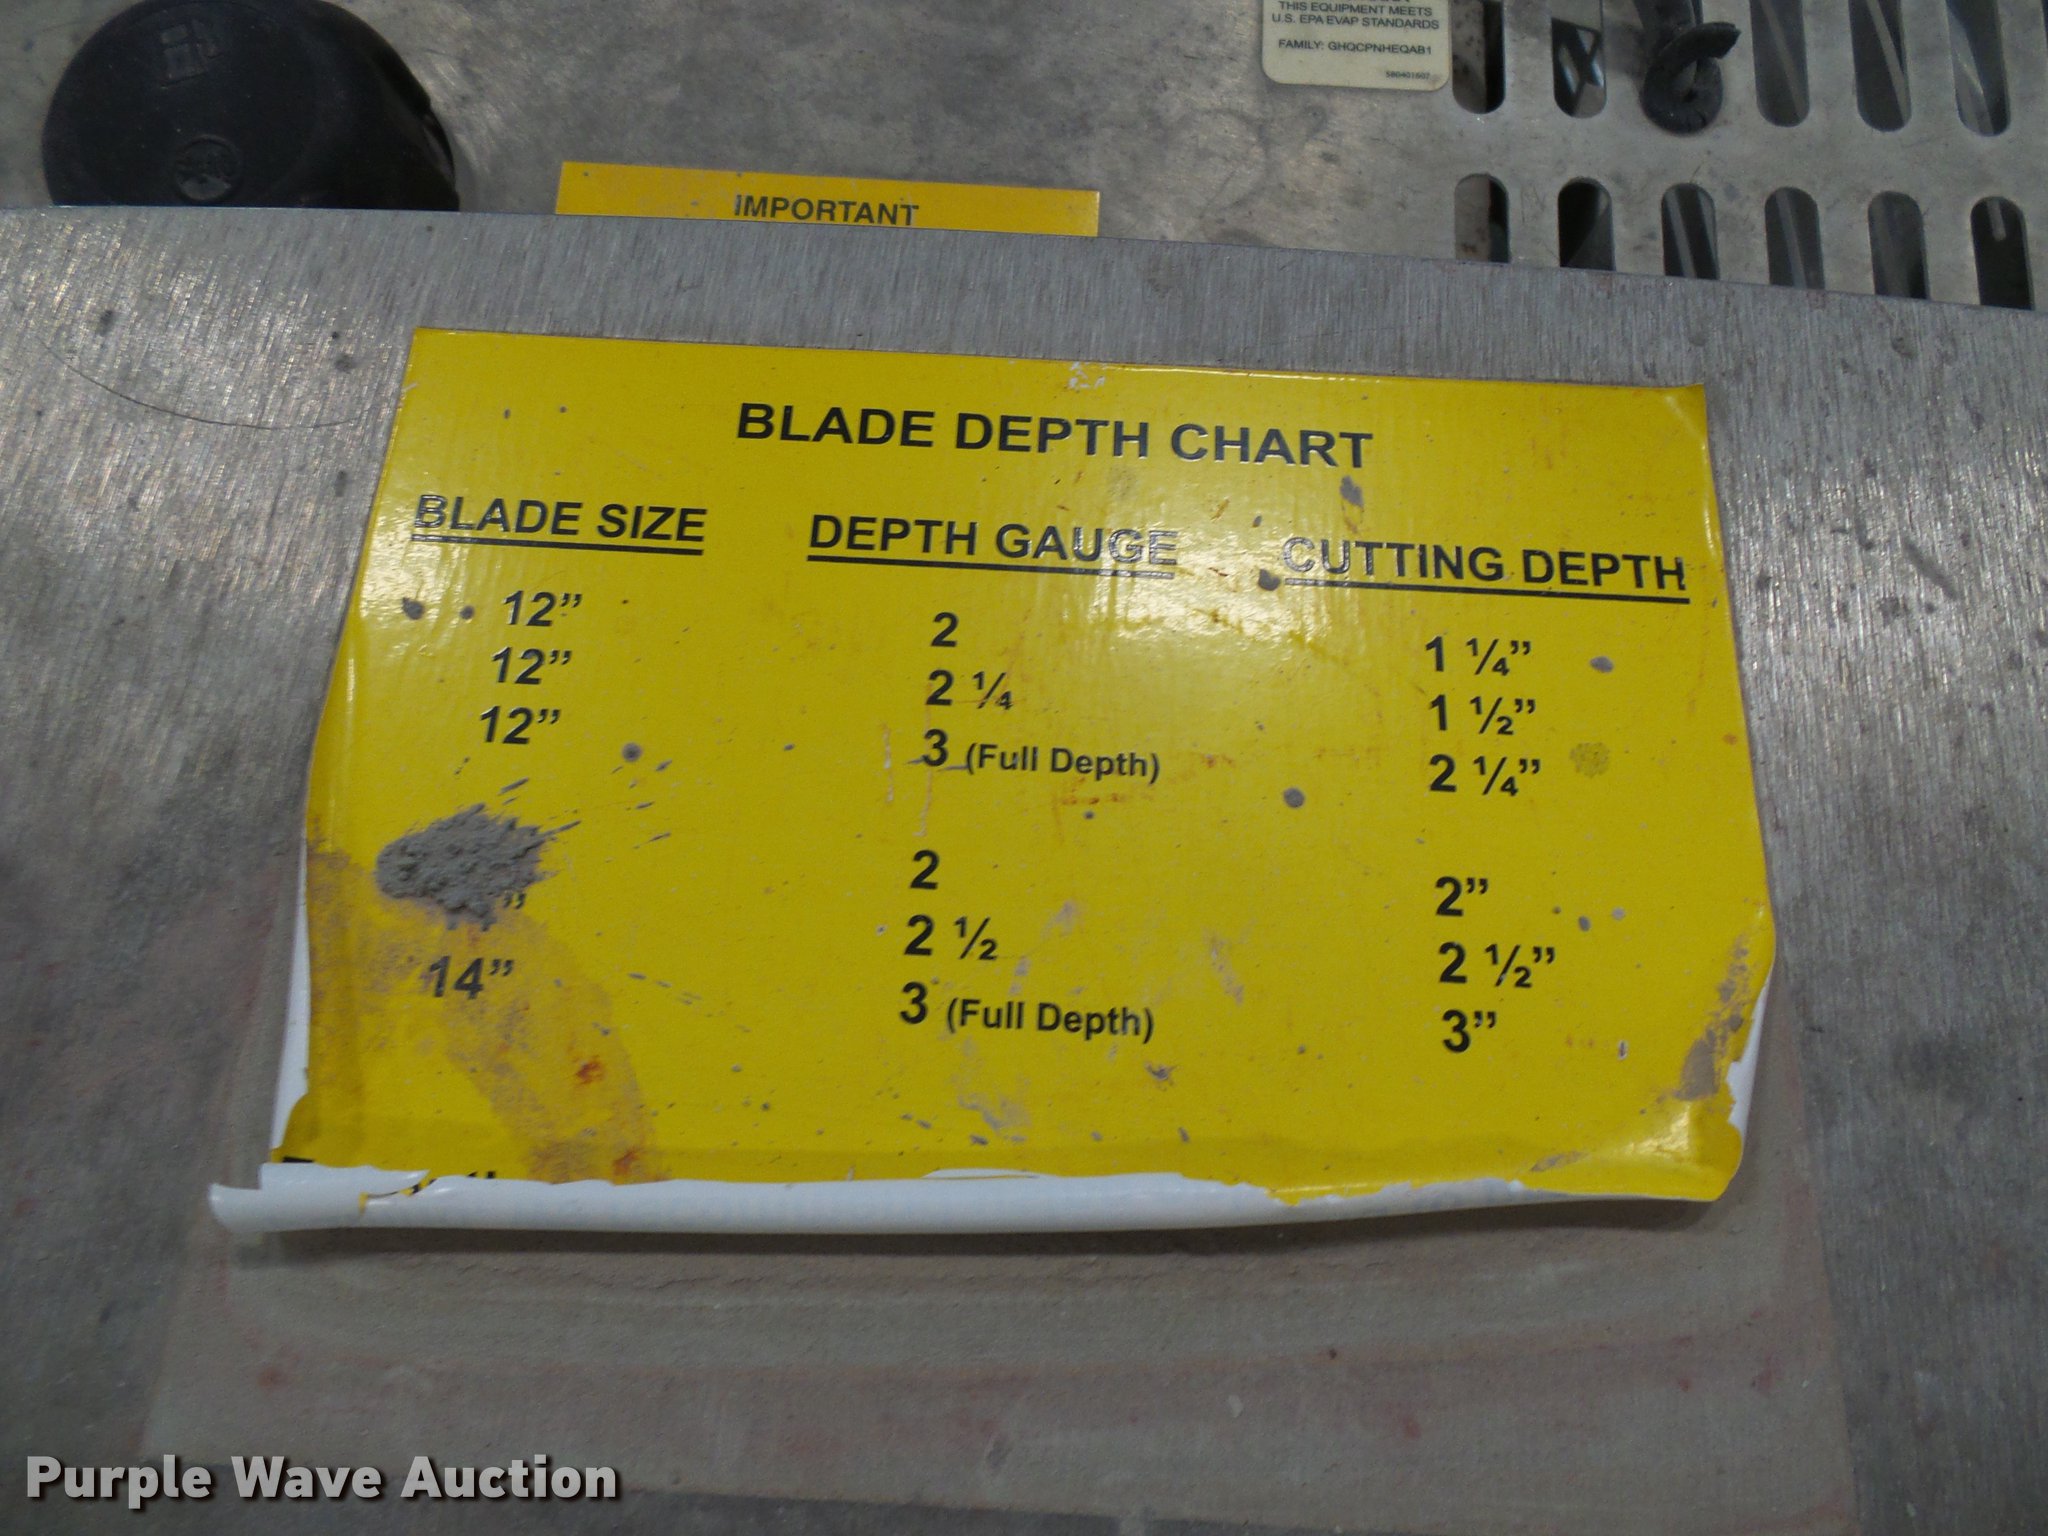 THIS EQUIPMENT MEETS
U.S. EPA EVAP STANDARDS
FAMILY: GHQCPNHEQAB1
580401607
IMPORTANT
BLADE DEPTH CHART
BLADE SIZE DEPTH GAUGE CUTTING DEPTH
12” 2 1 ¼”
12” 2 ¼ 1 ½”
12” 3 (Full Depth) 2 ¼”
2 2”
” 2 ½ 2 ½”
14” 3 (Full Depth) 3”
Purple Wave Auction